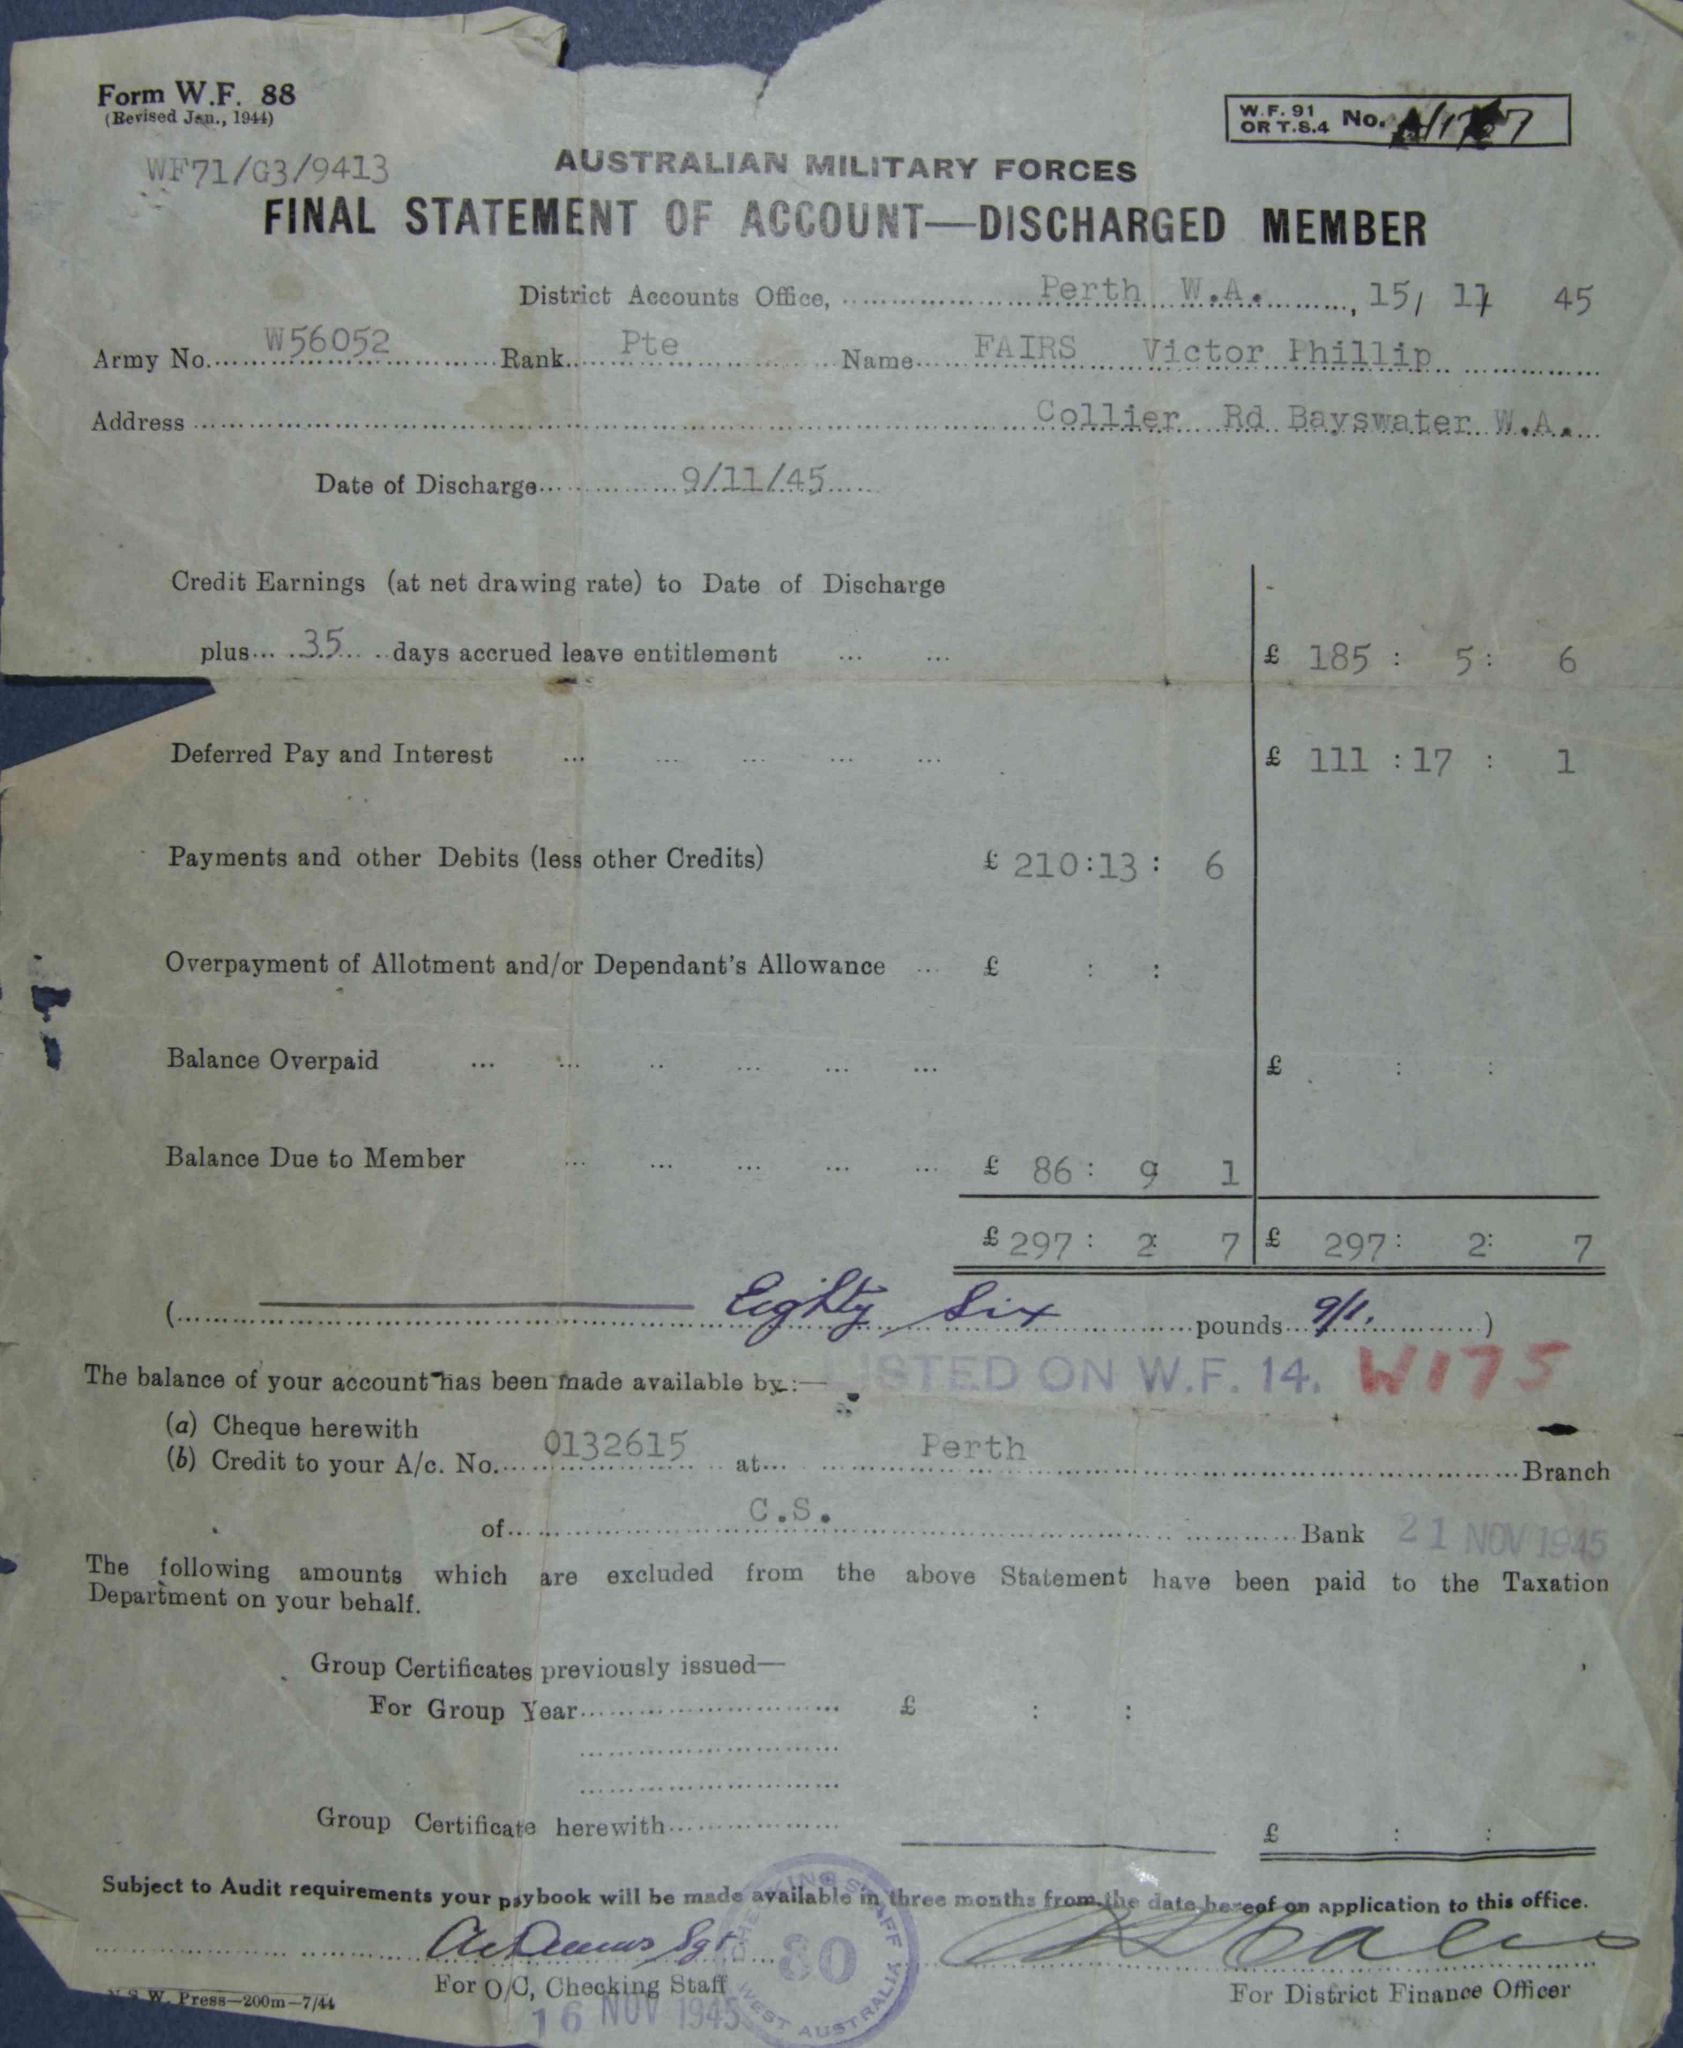 Form W.F. 88
(Revised Jan., 1944)
W.F. 91
OR T.S.4 No.
WF71/G3/9413
AUSTRALIAN MILITARY FORCES
FINAL STATEMENT OF ACCOUNT—DISCHARGED MEMBER
District Accounts Office, Perth W.A. , 15/ 11/ 45
Army No. W56052 Rank Pte Name FAIRS Victor Phillip
Address Collier Rd Bayswater W.A.
Date of Discharge 9/11/45
Credit Earnings (at net drawing rate) to Date of Discharge
plus 35 days accrued leave entitlement ... ... £ 185 : 5 : 6
Deferred Pay and Interest ... ... ... ... ... £ 111 : 17 : 1
Payments and other Debits (less other Credits) £ 210 : 13 : 6
Overpayment of Allotment and/or Dependant's Allowance ... £ : :
Balance Overpaid ... ... ... ... ... ... £ : :
Balance Due to Member ... ... ... ... ... £ 86 : 9 1
£ 297 : 2 : 7 £ 297 : 2 : 7
( Eighty Six pounds 9/1. )
The balance of your account has been made available by :—
LISTED ON W.F. 14. W175
(a) Cheque herewith
(b) Credit to your A/c. No. 0132615 at Perth Branch
of C.S. Bank 21 NOV 1945
The following amounts which are excluded from the above Statement have been paid to the Taxation
Department on your behalf.
Group Certificates previously issued—
For Group Year £ : :
Group Certificate herewith £ : :
Subject to Audit requirements your paybook will be made available in three months from the date hereof on application to this office.
Sgt
CHECKING STAFF
80
WEST AUSTRALIA
For O/C, Checking Staff
For District Finance Officer
N.S.W. Press—200m—7/44
16 NOV 1945